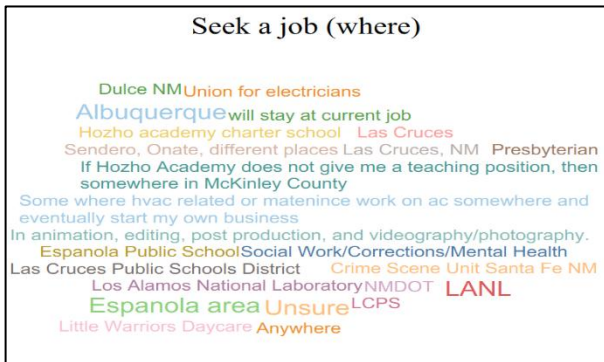 Seek a job (where)
Dulce NM Union for electricians
Albuquerque will stay at current job
Hozho academy charter school Las Cruces
Sendero, Onate, different places Las Cruces, NM Presbyterian
If Hozho Academy does not give me a teaching position, then
somewhere in McKinley County
Some where hvac related or matenince work on ac somewhere and
eventually start my own business
In animation, editing, post production, and videography/photography.
Espanola Public School Social Work/Corrections/Mental Health
Las Cruces Public Schools District Crime Scene Unit Santa Fe NM
Los Alamos National Laboratory NMDOT LANL
Espanola area Unsure LCPS
Little Warriors Daycare Anywhere